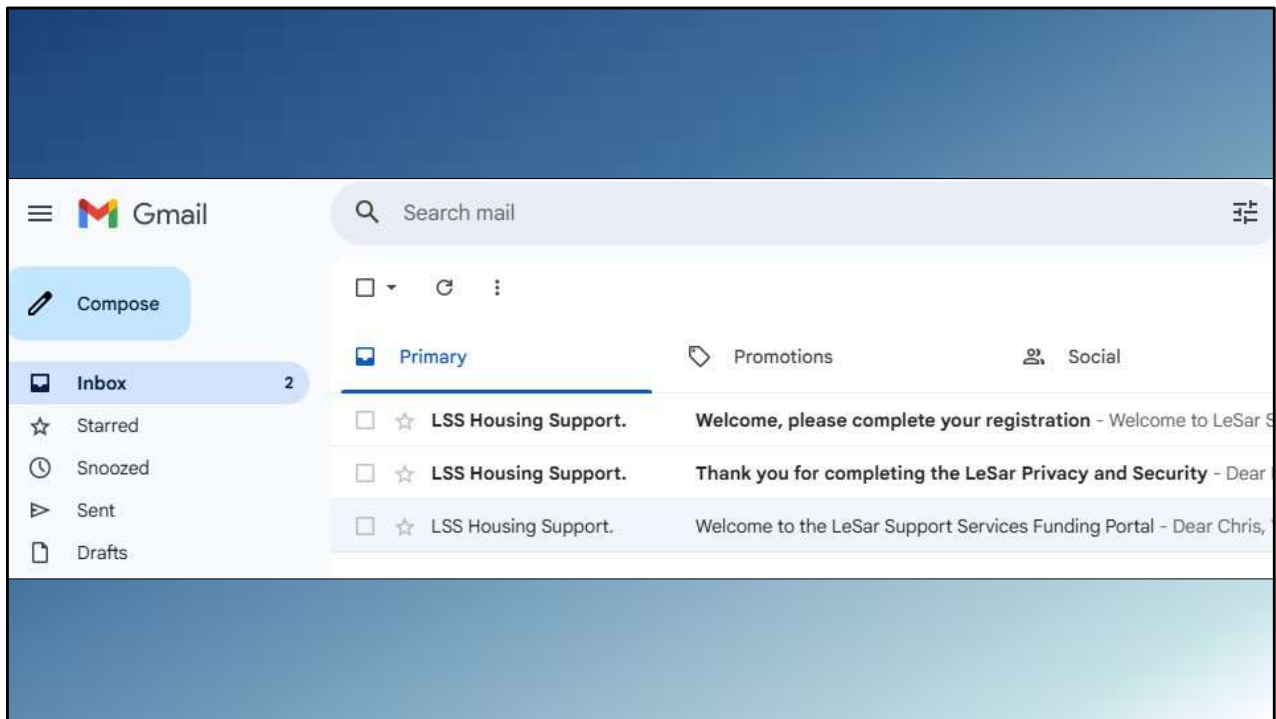 Gmail
Search mail
Compose
Primary
Promotions
Social
Inbox 2
Starred
Snoozed
Sent
Drafts
LSS Housing Support. Welcome, please complete your registration - Welcome to LeSar S
LSS Housing Support. Thank you for completing the LeSar Privacy and Security - Dear
LSS Housing Support. Welcome to the LeSar Support Services Funding Portal - Dear Chris,